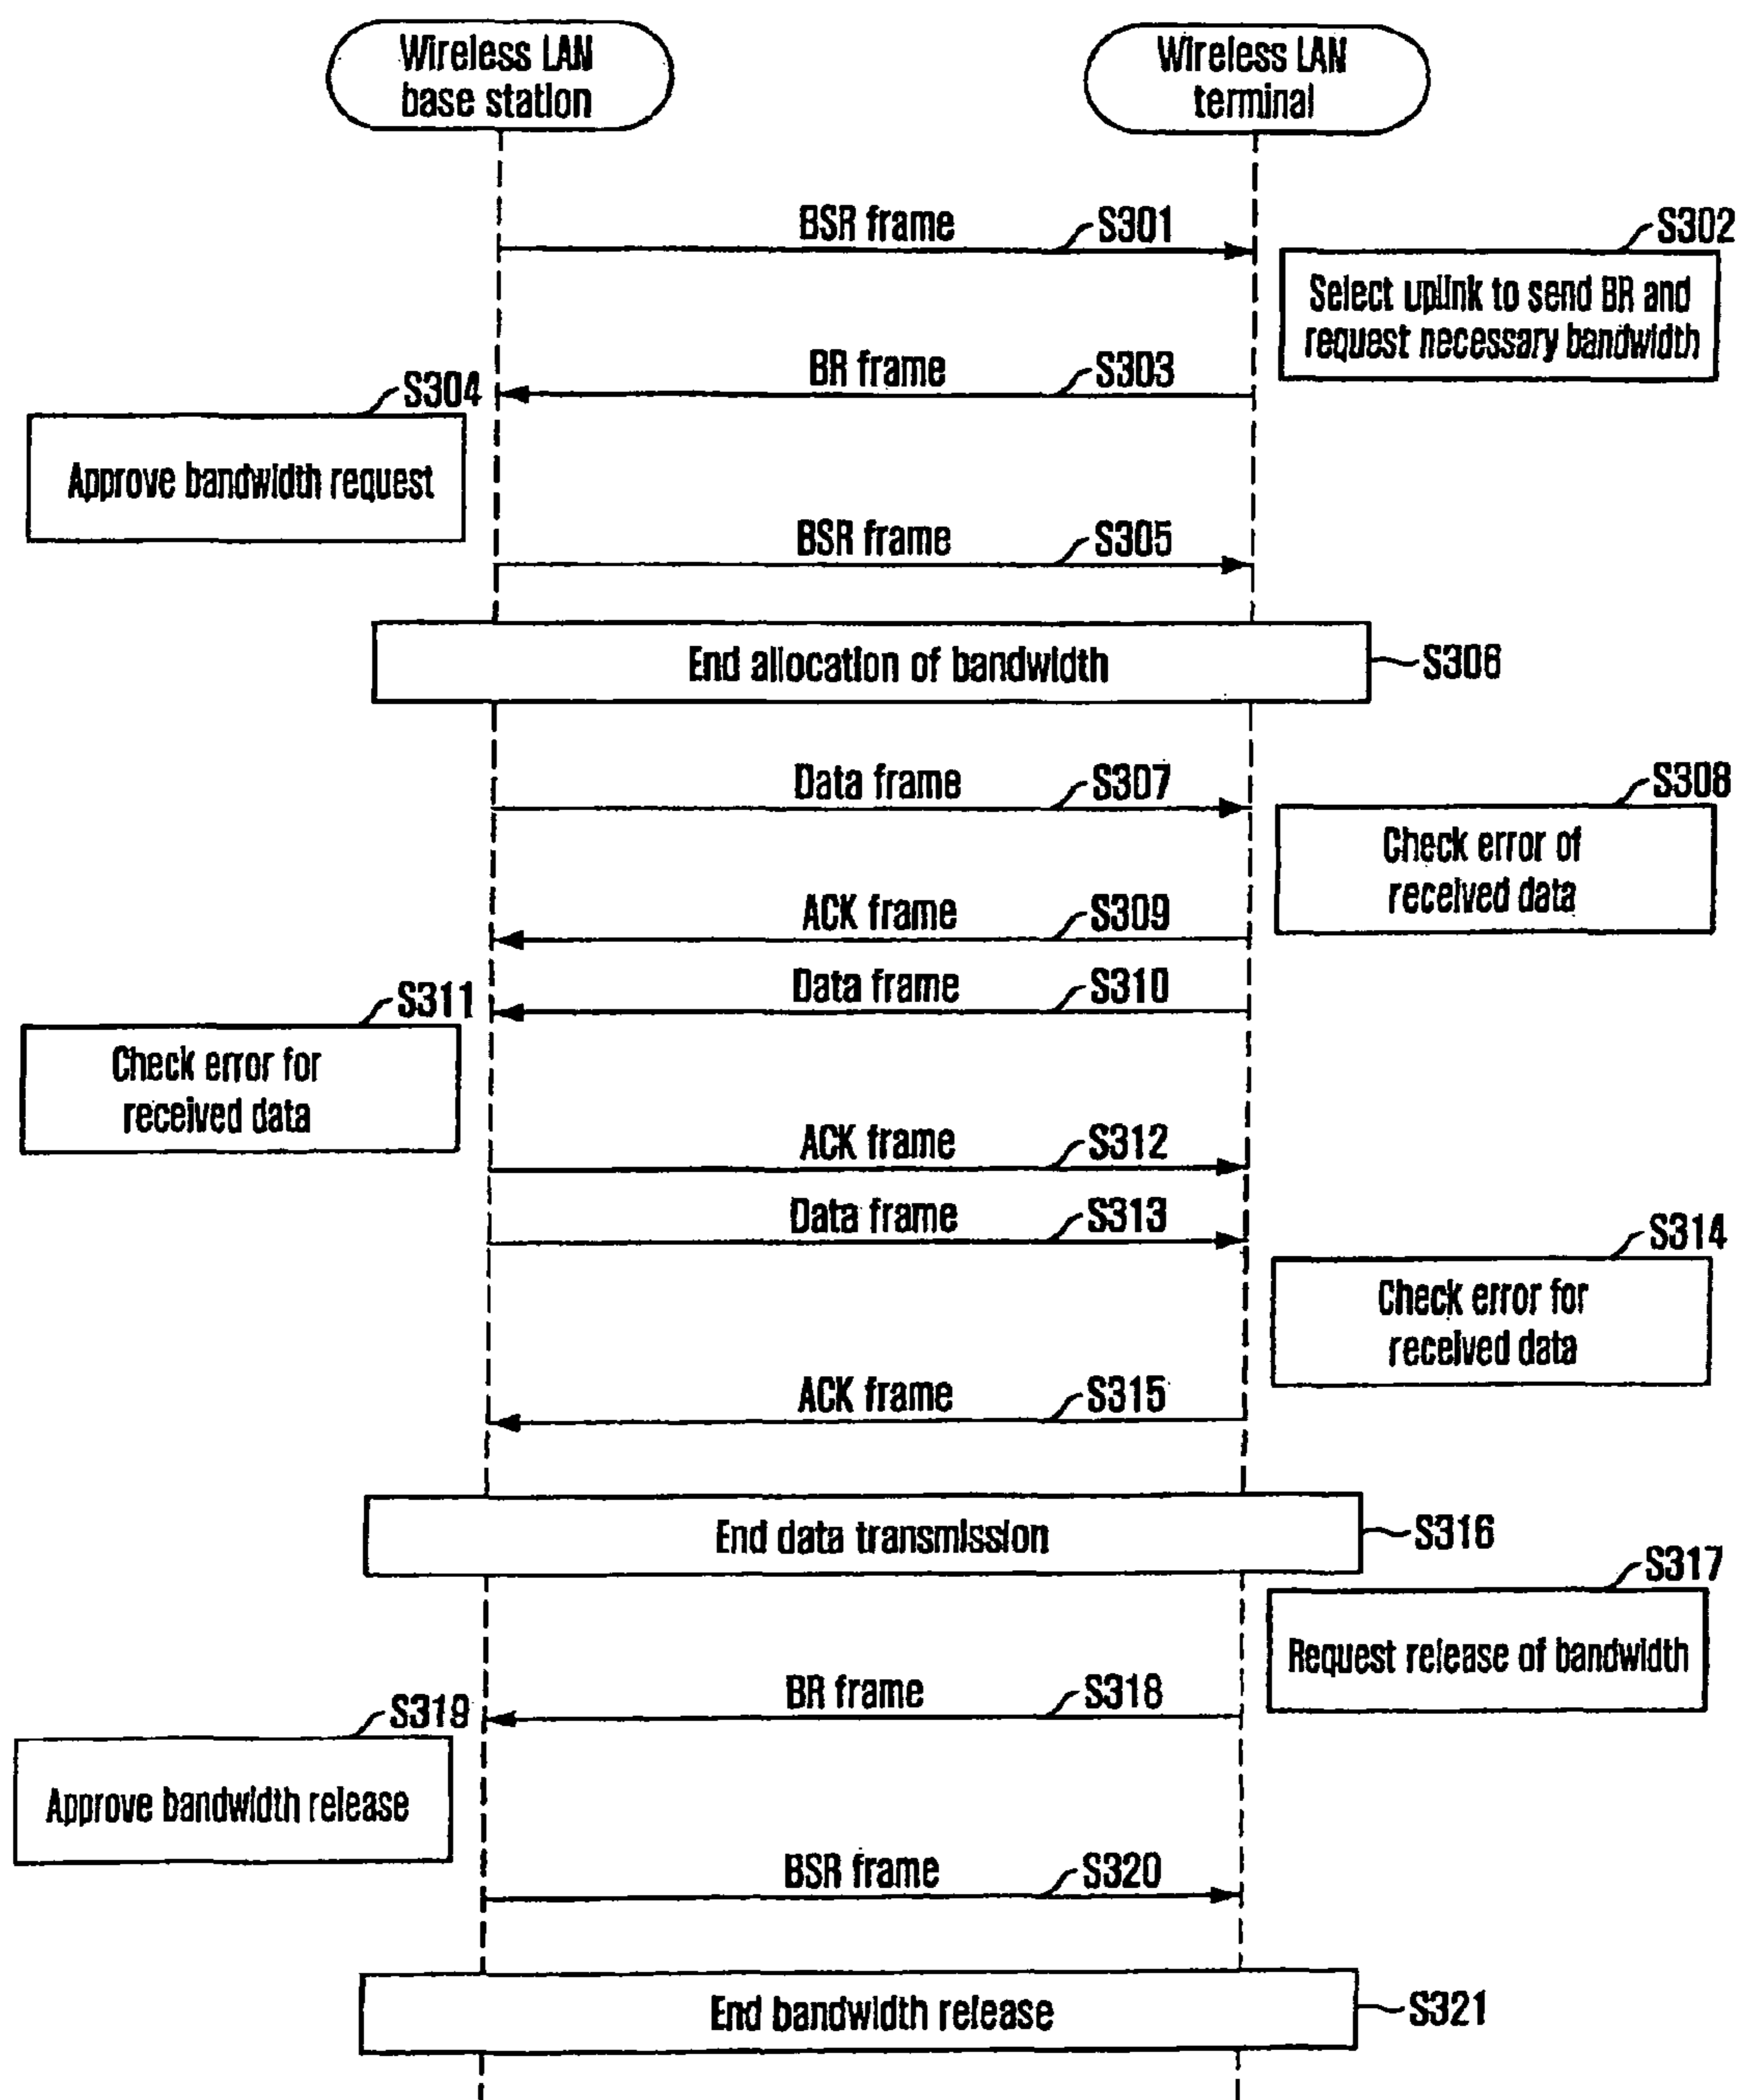 Wireless LAN
base station
Wireless LAN
terminal
BSR frame
S301
S302
Select uplink to send BR and
request necessary bandwidth
BR frame
S303
S304
Approve bandwidth request
BSR frame
S305
End allocation of bandwidth
S306
Data frame
S307
S308
Check error of
received data
ACK frame
S309
Data frame
S310
S311
Check error for
received data
ACK frame
S312
Data frame
S313
S314
Check error for
received data
ACK frame
S315
End data transmission
S316
S317
Request release of bandwidth
BR frame
S318
S319
Approve bandwidth release
BSR frame
S320
End bandwidth release
S321